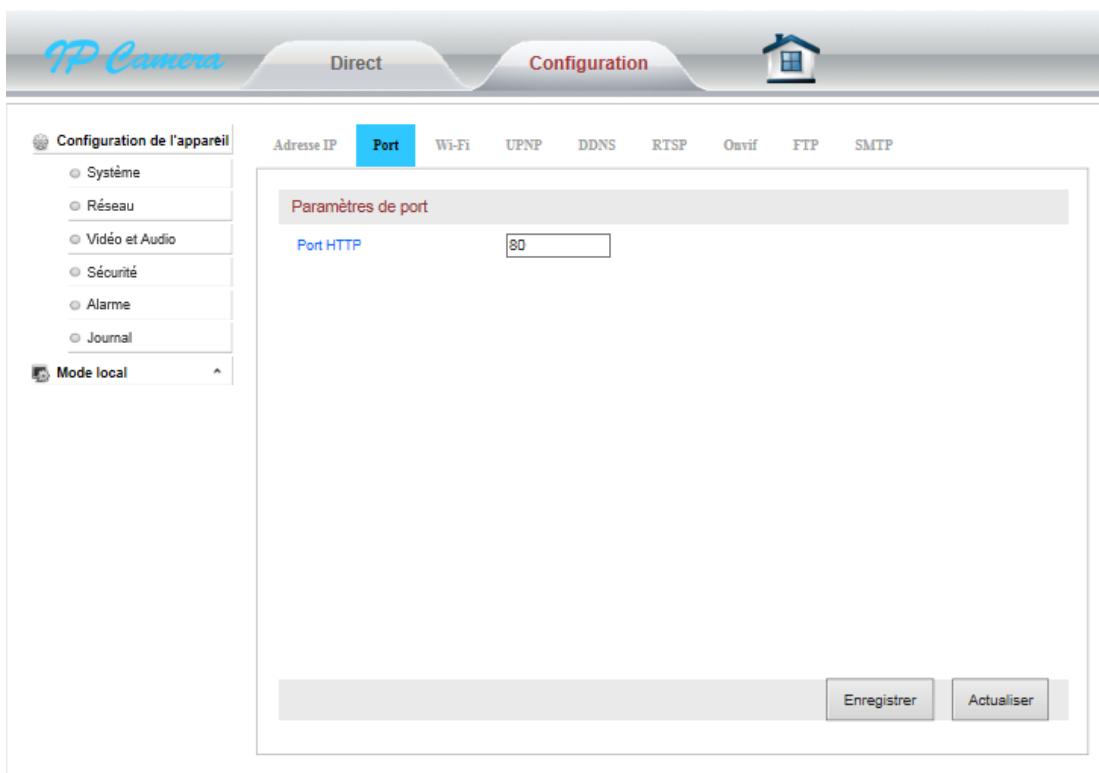 IP Camera
Direct
Configuration
Configuration de l'appareil
Système
Réseau
Vidéo et Audio
Sécurité
Alarme
Journal
Mode local
Adresse IP Port Wi-Fi UPNP DDNS RTSP Onvif FTP SMTP
Paramètres de port
Port HTTP 80
Enregistrer Actualiser